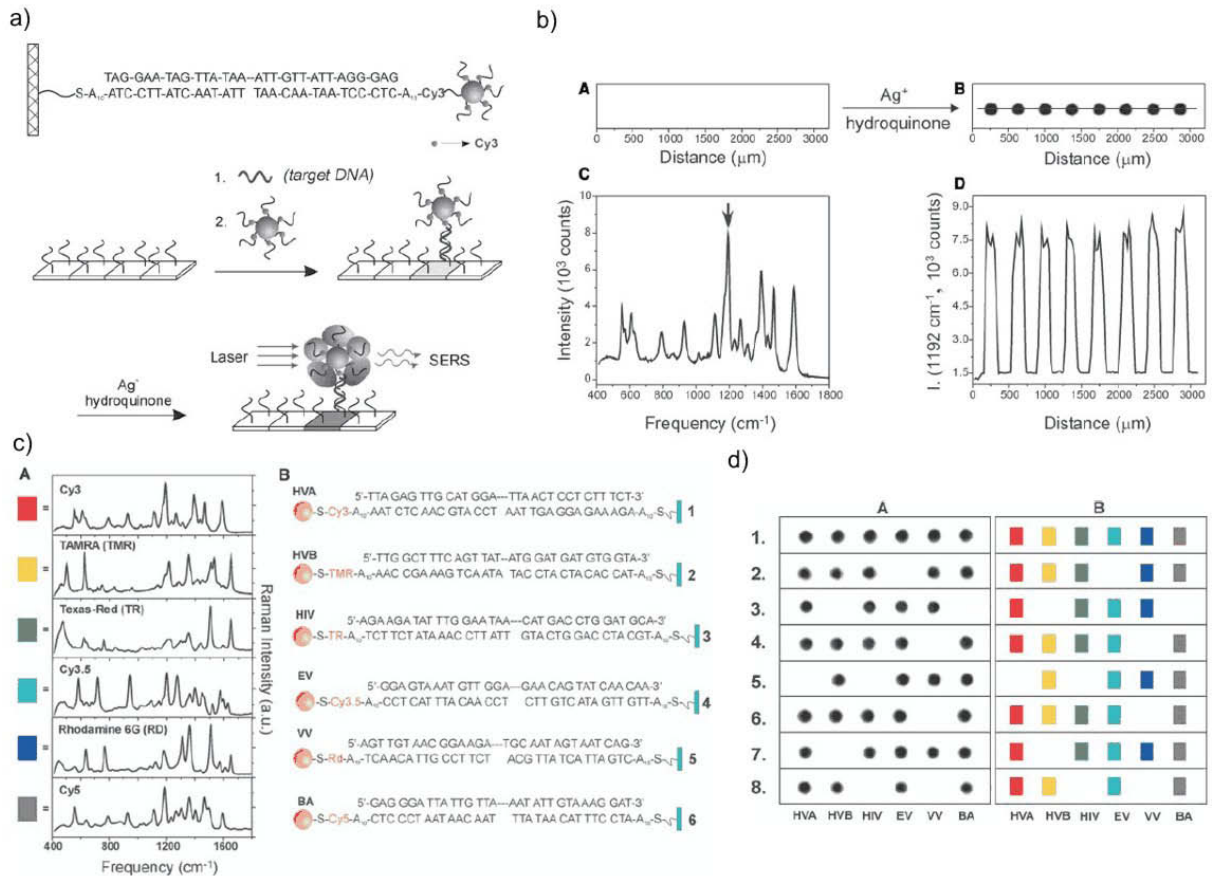 a)
TAG-GAA-TAG-TTA-TAA--ATT-GTT-ATT-AGG-GAG
S-A₁₀-ATC-CTT-ATC-AAT-ATT TAA-CAA-TAA-TCC-CTC-A₁₀-Cy3
Cy3
1. (target DNA)
2.
Laser
SERS
Ag⁺
hydroquinone
b)
A
0 500 1000 1500 2000 2500 3000
Distance (μm)
Ag⁺
hydroquinone
B
0 500 1000 1500 2000 2500 3000
Distance (μm)
C
Intensity (10³ counts)
10
8
6
4
2
0
400 600 800 1000 1200 1400 1600 1800
Frequency (cm⁻¹)
D
I. (1192 cm⁻¹, 10³ counts)
9.0
7.5
6.0
4.5
3.0
1.5
0 500 1000 1500 2000 2500 3000
Distance (μm)
c)
A
= Cy3
= TAMRA (TMR)
= Texas-Red (TR)
= Cy3.5
= Rhodamine 6G (RD)
= Cy5
400 800 1200 1600
Frequency (cm⁻¹)
Raman Intensity (a.u.)
B
HVA
5'-TTA GAG TTG CAT GGA---TTA ACT CCT CTT TCT-3'
S-Cy3-A₁₀-AAT CTC AAC GTA CCT AAT TGA GGA GAA AGA-A₁₀-S 1
HVB
5'-TTG GCT TTC AGT TAT--ATG GAT GAT GTG GTA-3'
S-TMR-A₁₀-AAC CGA AAG TCA ATA TAC CTA CTA CAC CAT-A₁₀-S 2
HIV
5'-AGA AGA TAT TTG GAA TAA---CAT GAC CTG GAT GCA-3'
S-TR-A₁₀-TCT TCT ATA AAC CTT ATT GTA CTG GAC CTA CGT-A₁₀-S 3
EV
5'-GGA GTA AAT GTT GGA---GAA CAG TAT CAA CAA-3'
S-Cy3.5-A₁₀-CCT CAT TTA CAA CCT CTT GTC ATA GTT GTT-A₁₀-S 4
VV
5'-AGT TGT AAC GGA AGA---TGC AAT AGT AAT CAG-3'
S-Rd-A₁₀-TCA ACA TTG CCT TCT ACG TTA TCA TTA GTC-A₁₀-S 5
BA
5'-GAG GGA TTA TTG TTA---AAT ATT GTA AAG GAT-3'
S-Cy5-A₁₀-CTC CCT AAT AAC AAT TTA TAA CAT TTC CTA-A₁₀-S 6
d)
A B
1.
2.
3.
4.
5.
6.
7.
8.
HVA HVB HIV EV VV BA HVA HVB HIV EV VV BA